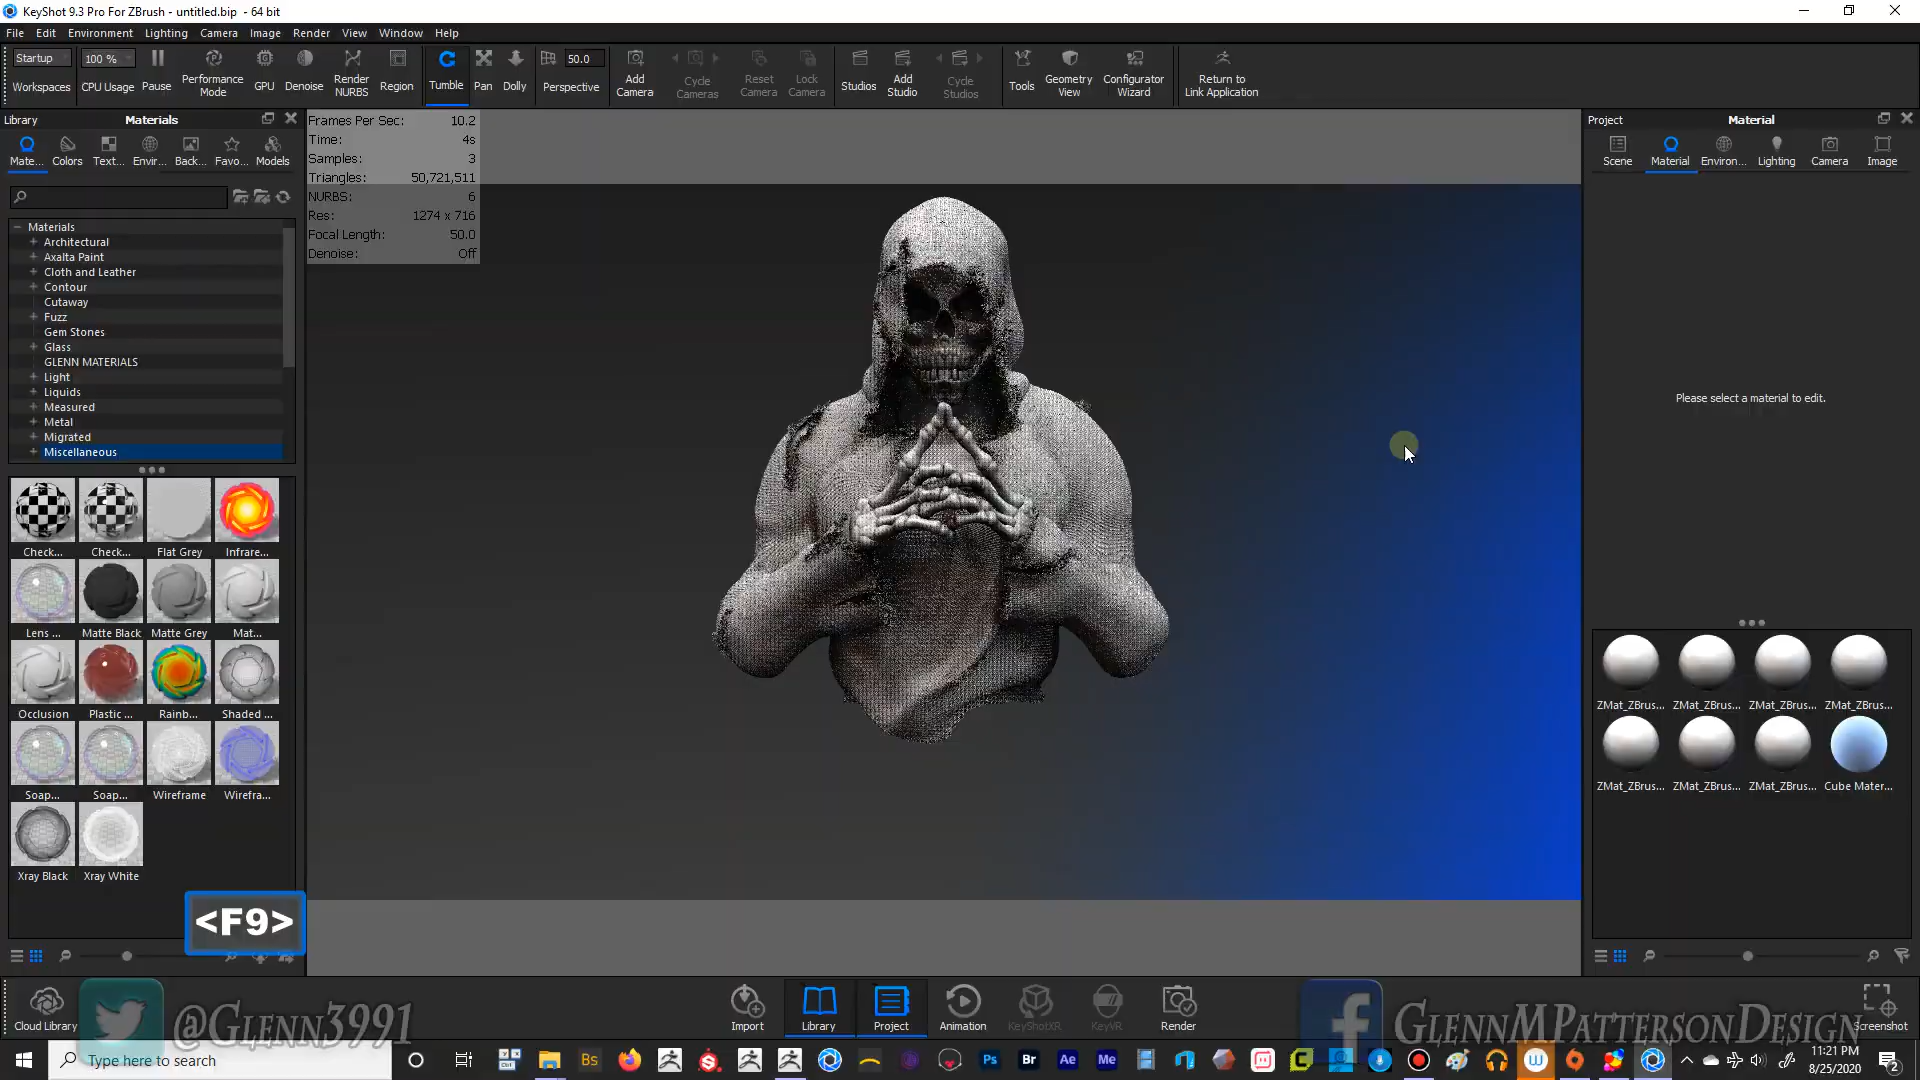 KeyShot 9.3 Pro For ZBrush - untitled.bip - 64 bit
File Edit Environment Lighting Camera Image Render View Window Help
Startup
Workspaces
100 %
CPU Usage
Pause
Performance Mode
GPU
Denoise
Render NURBS
Region
Tumble
Pan
Dolly
50.0
Perspective
Add Camera
Cycle Cameras
Reset Camera
Lock Camera
Studios
Add Studio
Cycle Studios
Tools
Geometry View
Configurator Wizard
Return to Link Application
Library
Materials
Mate... Colors Text... Envir... Back... Favo... Models
Materials
Architectural
Axalta Paint
Cloth and Leather
Contour
Cutaway
Fuzz
Gem Stones
Glass
GLENN MATERIALS
Light
Liquids
Measured
Metal
Migrated
Miscellaneous
Check... Check... Flat Grey Infrare...
Lens ... Matte Black Matte Grey Mat...
Occlusion Plastic ... Rainb... Shaded ...
Soap... Soap... Wireframe Wirefra...
Xray Black Xray White
<F9>
Frames Per Sec: 10.2
Time: 4s
Samples: 3
Triangles: 50,721,511
NURBS: 6
Res: 1274 x 716
Focal Length: 50.0
Denoise: Off
Project
Material
Scene Material Environ... Lighting Camera Image
Please select a material to edit.
ZMat_ZBrus... ZMat_ZBrus... ZMat_ZBrus... ZMat_ZBrus...
ZMat_ZBrus... ZMat_ZBrus... ZMat_ZBrus... Cube Mater...
Cloud Library
@Glenn3991
Import
Library
Project
Animation
KeyShotXR
KeyVR
Render
GlennMPattersonDesign
Screenshot
Type here to search
11:21 PM
8/25/2020